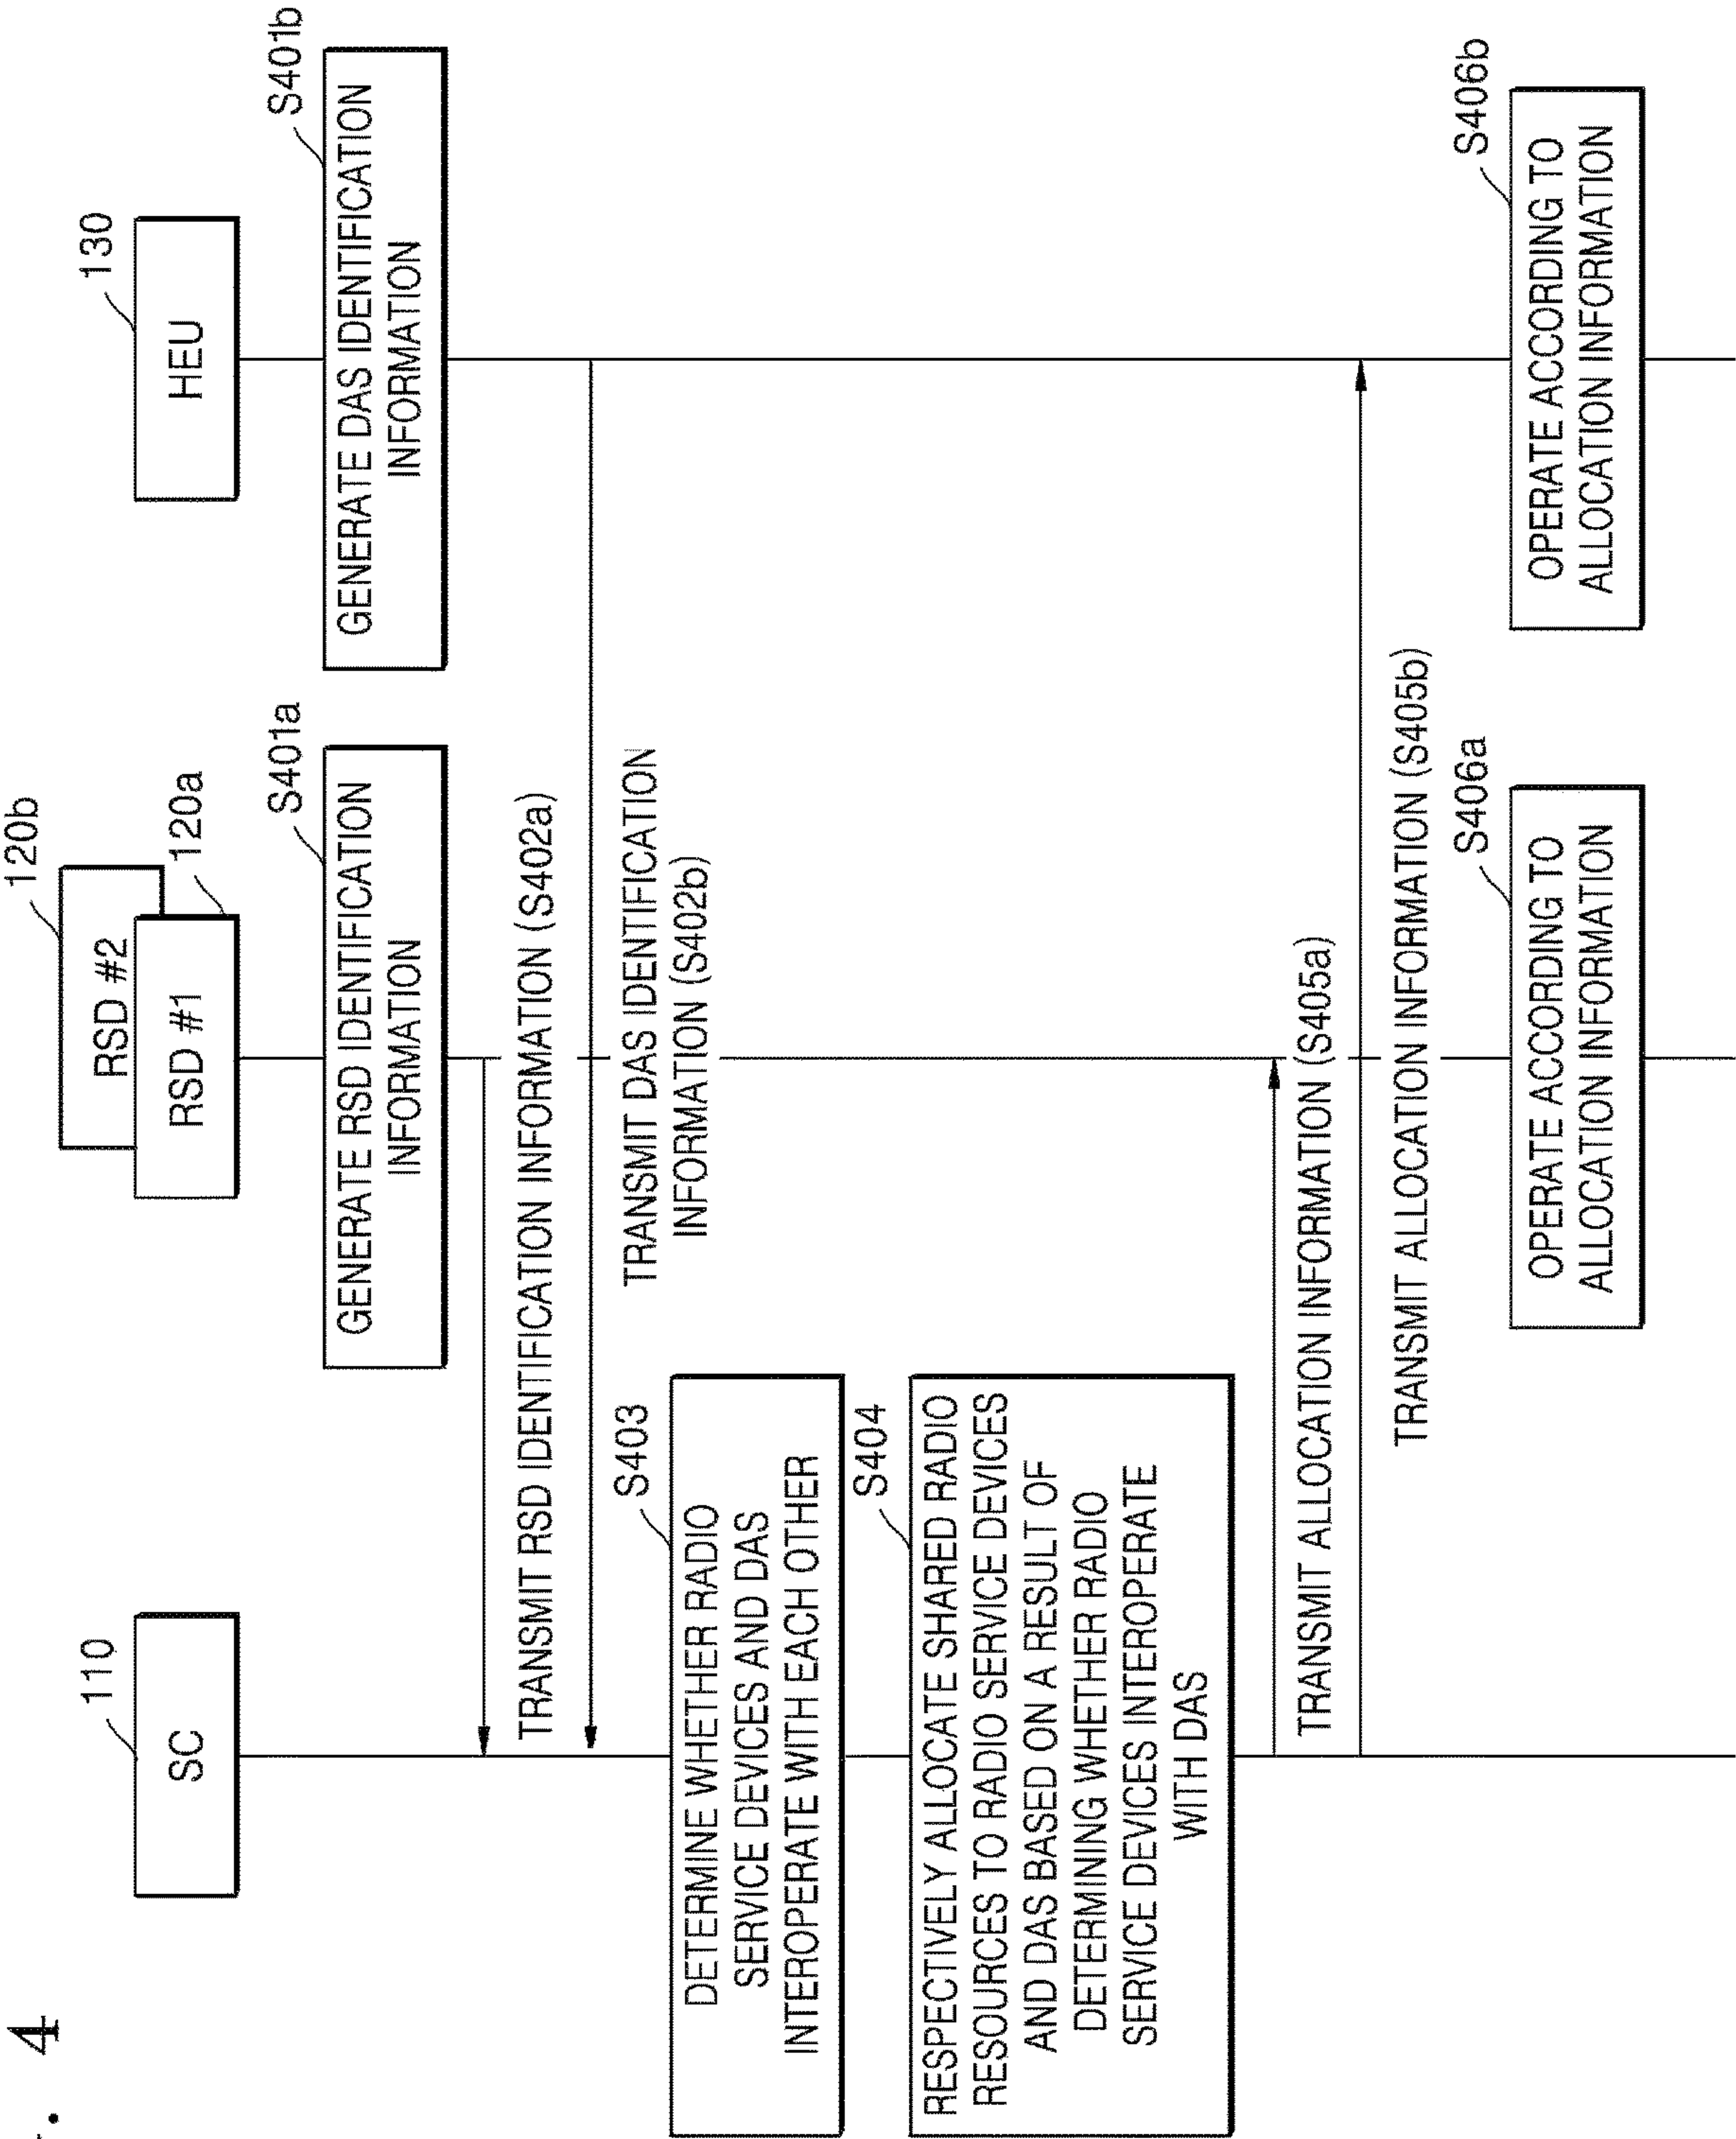 . 4
110
SC
120b
RSD #2
120a
RSD #1
130
HEU
S401a
GENERATE RSD IDENTIFICATION
INFORMATION
S401b
GENERATE DAS IDENTIFICATION
INFORMATION
TRANSMIT RSD IDENTIFICATION INFORMATION (S402a)
TRANSMIT DAS IDENTIFICATION
INFORMATION (S402b)
S403
DETERMINE WHETHER RADIO
SERVICE DEVICES AND DAS
INTEROPERATE WITH EACH OTHER
S404
RESPECTIVELY ALLOCATE SHARED RADIO
RESOURCES TO RADIO SERVICE DEVICES
AND DAS BASED ON A RESULT OF
DETERMINING WHETHER RADIO
SERVICE DEVICES INTEROPERATE
WITH DAS
TRANSMIT ALLOCATION INFORMATION (S405a)
TRANSMIT ALLOCATION INFORMATION (S405b)
S406a
OPERATE ACCORDING TO
ALLOCATION INFORMATION
S406b
OPERATE ACCORDING TO
ALLOCATION INFORMATION